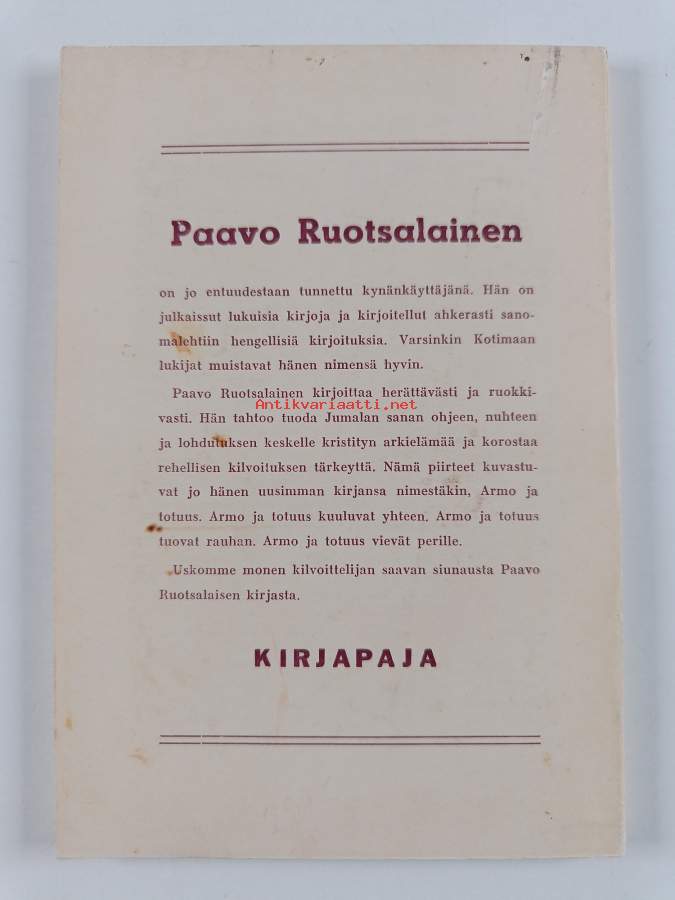 Paavo Ruotsalainen
on jo entuudestaan tunnettu kynänkäyttäjänä. Hän on
julkaissut lukuisia kirjoja ja kirjoitellut ahkerasti sano-
malehtiin hengellisiä kirjoituksia. Varsinkin Kotimaan
lukijat muistavat hänen nimensä hyvin.
Paavo Ruotsalainen kirjoittaa herättävästi ja ruokki-
Antikvariaatti.net
vasti. Hän tahtoo tuoda Jumalan sanan ohjeen, nuhteen
ja lohdutuksen keskelle kristityn arkielämää ja korostaa
rehellisen kilvoituksen tärkeyttä. Nämä piirteet kuvastu-
vat jo hänen uusimman kirjansa nimestäkin, Armo ja
totuus. Armo ja totuus kuuluvat yhteen. Armo ja totuus
tuovat rauhan. Armo ja totuus vievät perille.
Uskomme monen kilvoittelijan saavan siunausta Paavo
Ruotsalaisen kirjasta.
KIRJAPAJA